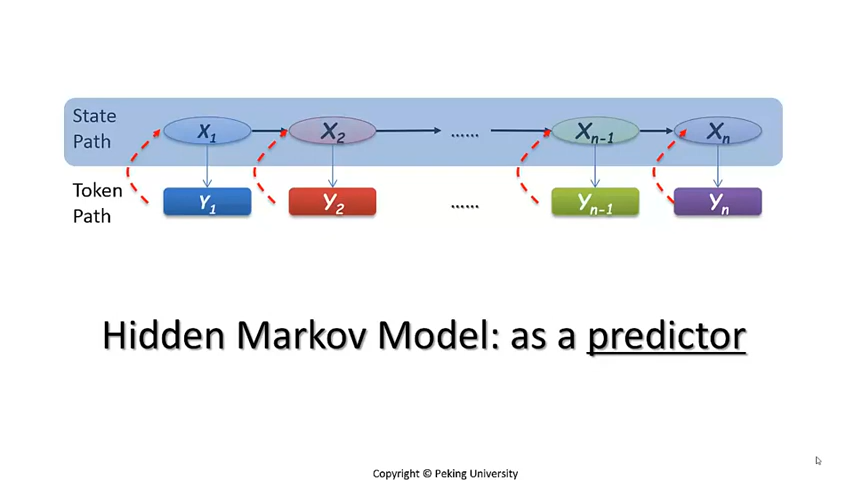 State
Path
X1 X2 ...... Xn-1 Xn
Token
Path
Y1 Y2 ...... Yn-1 Yn
Hidden Markov Model: as a predictor
Copyright © Peking University